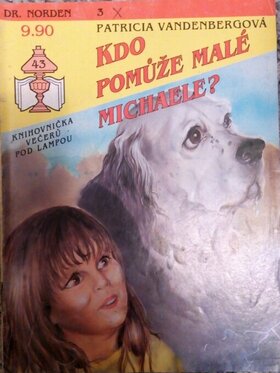 DR. NORDEN 3 X
9.90
PATRICIA VANDENBERGOVÁ
KDO
POMŮŽE MALÉ
MICHAELE?
43
KNIHOVNIČKA
VEČERŮ
POD LAMPOU